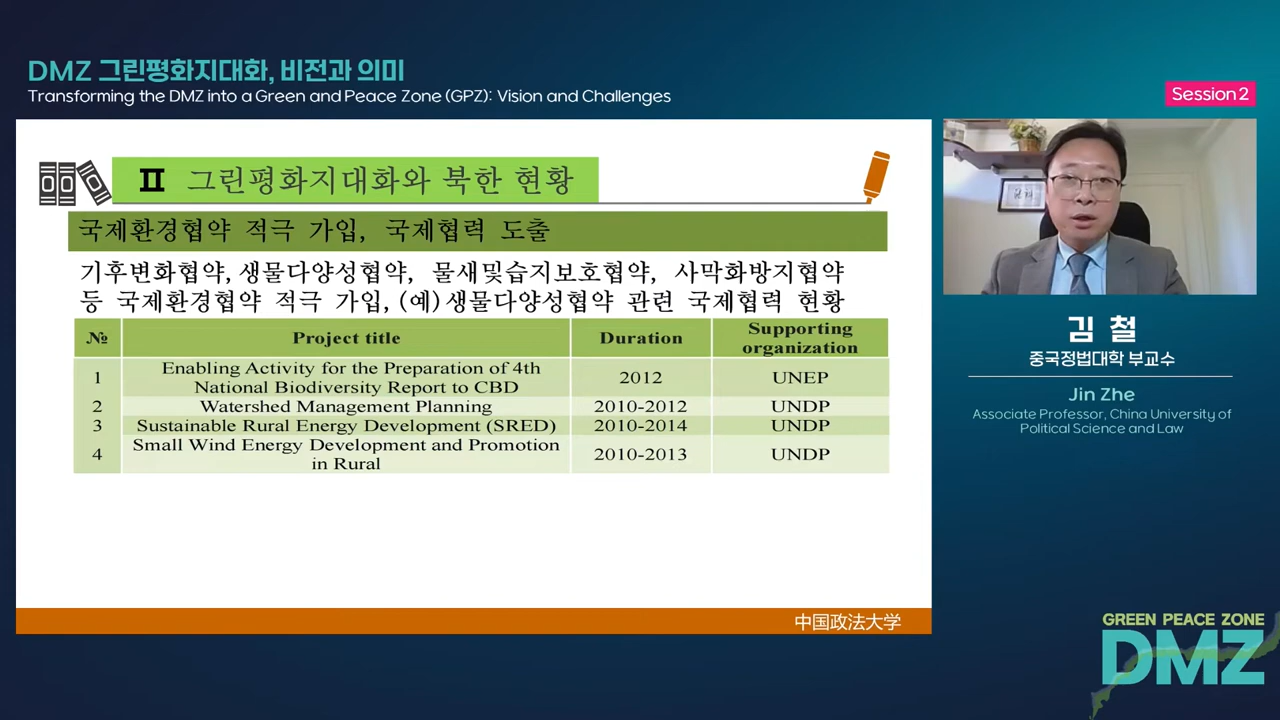 DMZ 그린평화지대화, 비전과 의미
Transforming the DMZ into a Green and Peace Zone (GPZ): Vision and Challenges
Session 2
Ⅱ 그린평화지대화와 북한 현황
국제환경협약 적극 가입, 국제협력 도출
기후변화협약, 생물다양성협약, 물새및습지보호협약, 사막화방지협약
등 국제환경협약 적극 가입, (예) 생물다양성협약 관련 국제협력 현황
№ Project title Duration Supporting organization
1 Enabling Activity for the Preparation of 4th National Biodiversity Report to CBD 2012 UNEP
2 Watershed Management Planning 2010-2012 UNDP
3 Sustainable Rural Energy Development (SRED) 2010-2014 UNDP
4 Small Wind Energy Development and Promotion in Rural 2010-2013 UNDP
中国政法大学
김 철
중국정법대학 부교수
Jin Zhe
Associate Professor, China University of
Political Science and Law
GREEN PEACE ZONE
DMZ